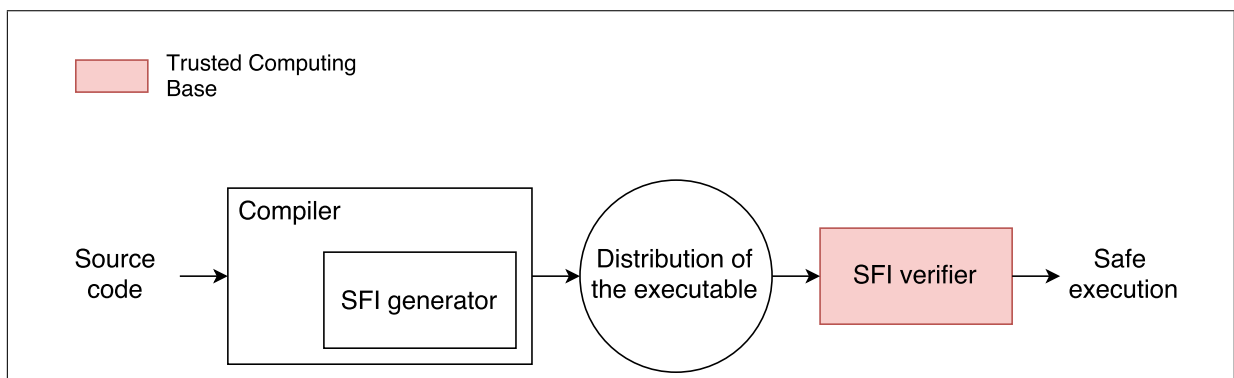 Trusted Computing
Base
Compiler
Source
code
SFI generator
Distribution of
the executable
SFI verifier
Safe
execution